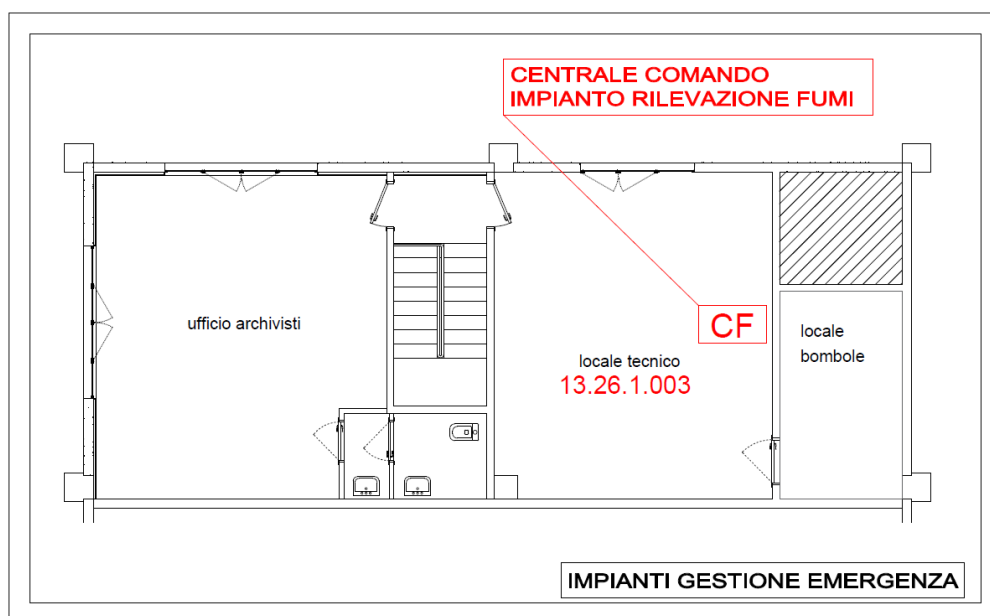 CENTRALE COMANDO
IMPIANTO RILEVAZIONE FUMI
ufficio archivisti
CF
locale tecnico
13.26.1.003
locale
bombole
IMPIANTI GESTIONE EMERGENZA